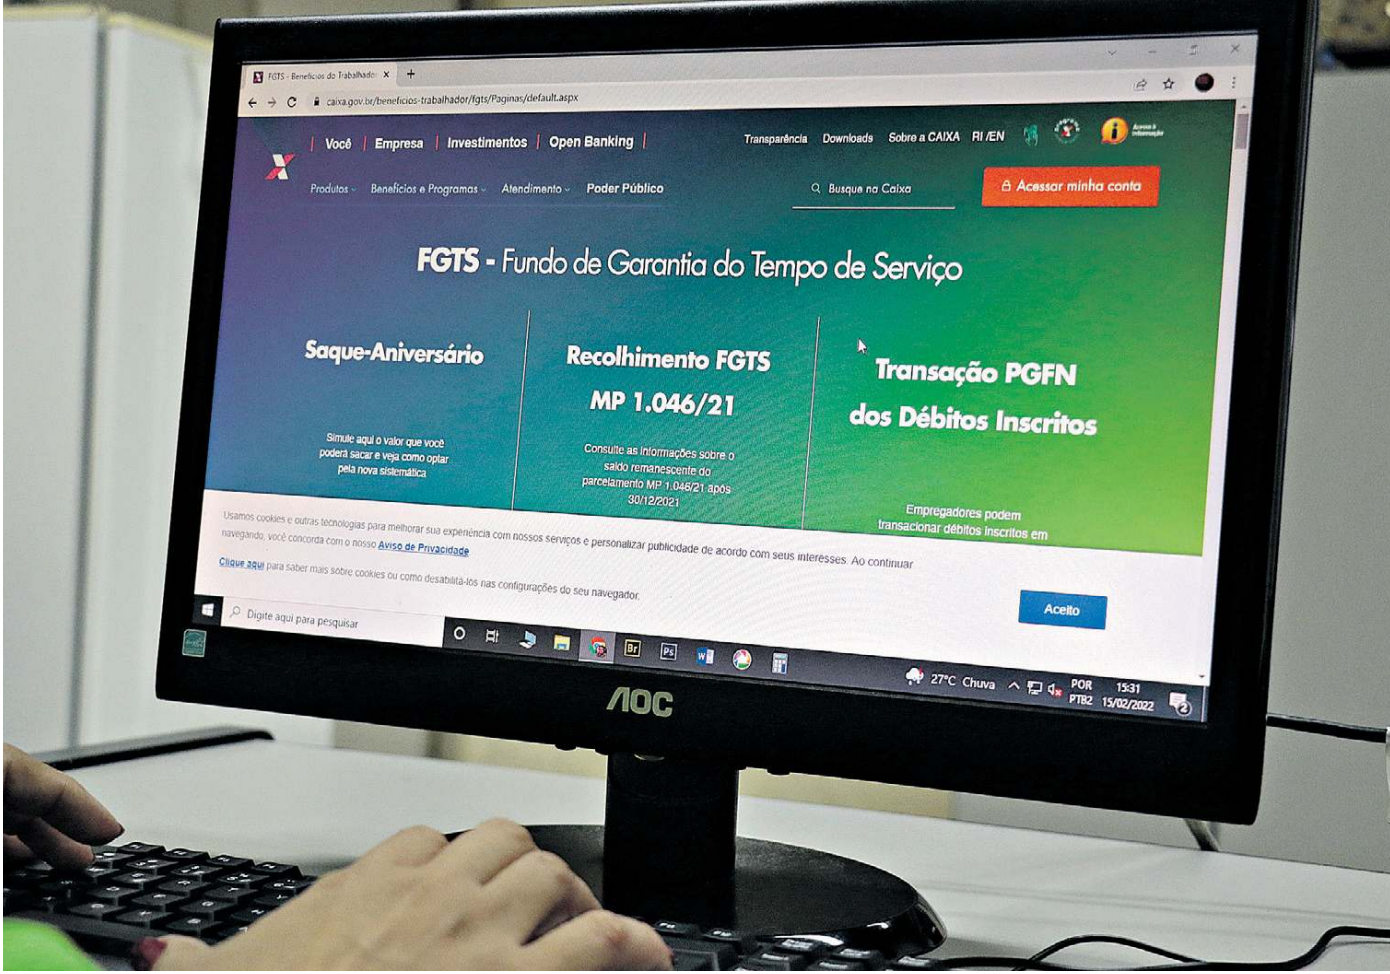 FGTS - Benefícios do Trabalhador
caixa.gov.br/beneficios-trabalhador/fgts/Paginas/default.aspx
Você | Empresa | Investimentos | Open Banking
Transparência Downloads Sobre a CAIXA RI /EN
Acesso à
informação
Produtos Benefícios e Programas Atendimento Poder Público
Busque na Caixa
Acessar minha conta
FGTS - Fundo de Garantia do Tempo de Serviço
Saque-Aniversário
Simule aqui o valor que você
poderá sacar e veja como optar
pela nova sistemática
Recolhimento FGTS
MP 1.046/21
Consulte as informações sobre o
saldo remanescente do
parcelamento MP 1.046/21 após
30/12/2021
Transação PGFN
dos Débitos Inscritos
Empregadores podem
transacionar débitos inscritos em
Usamos cookies e outras tecnologias para melhorar sua experiência com nossos serviços e personalizar publicidade de acordo com seus interesses. Ao continuar
navegando, você concorda com o nosso Aviso de Privacidade
Clique aqui para saber mais sobre cookies ou como desabilitá-los nas configurações do seu navegador.
Aceito
Digite aqui para pesquisar
Br
Ps
W
27°C Chuva
POR
PTB2
15:31
15/02/2022
2
AOC